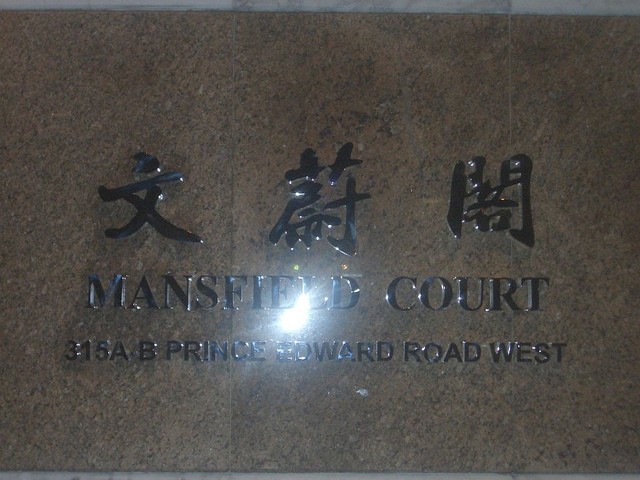 文蔚閣
MANSFIELD COURT
315A-B PRINCE EDWARD ROAD WEST